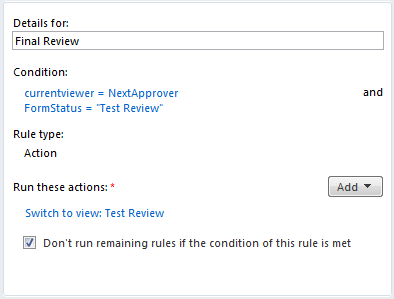 Details for:
Final Review
Condition:
currentviewer = NextApprover and
FormStatus = "Test Review"
Rule type:
Action
Run these actions: * Add
Switch to view: Test Review
Don't run remaining rules if the condition of this rule is met